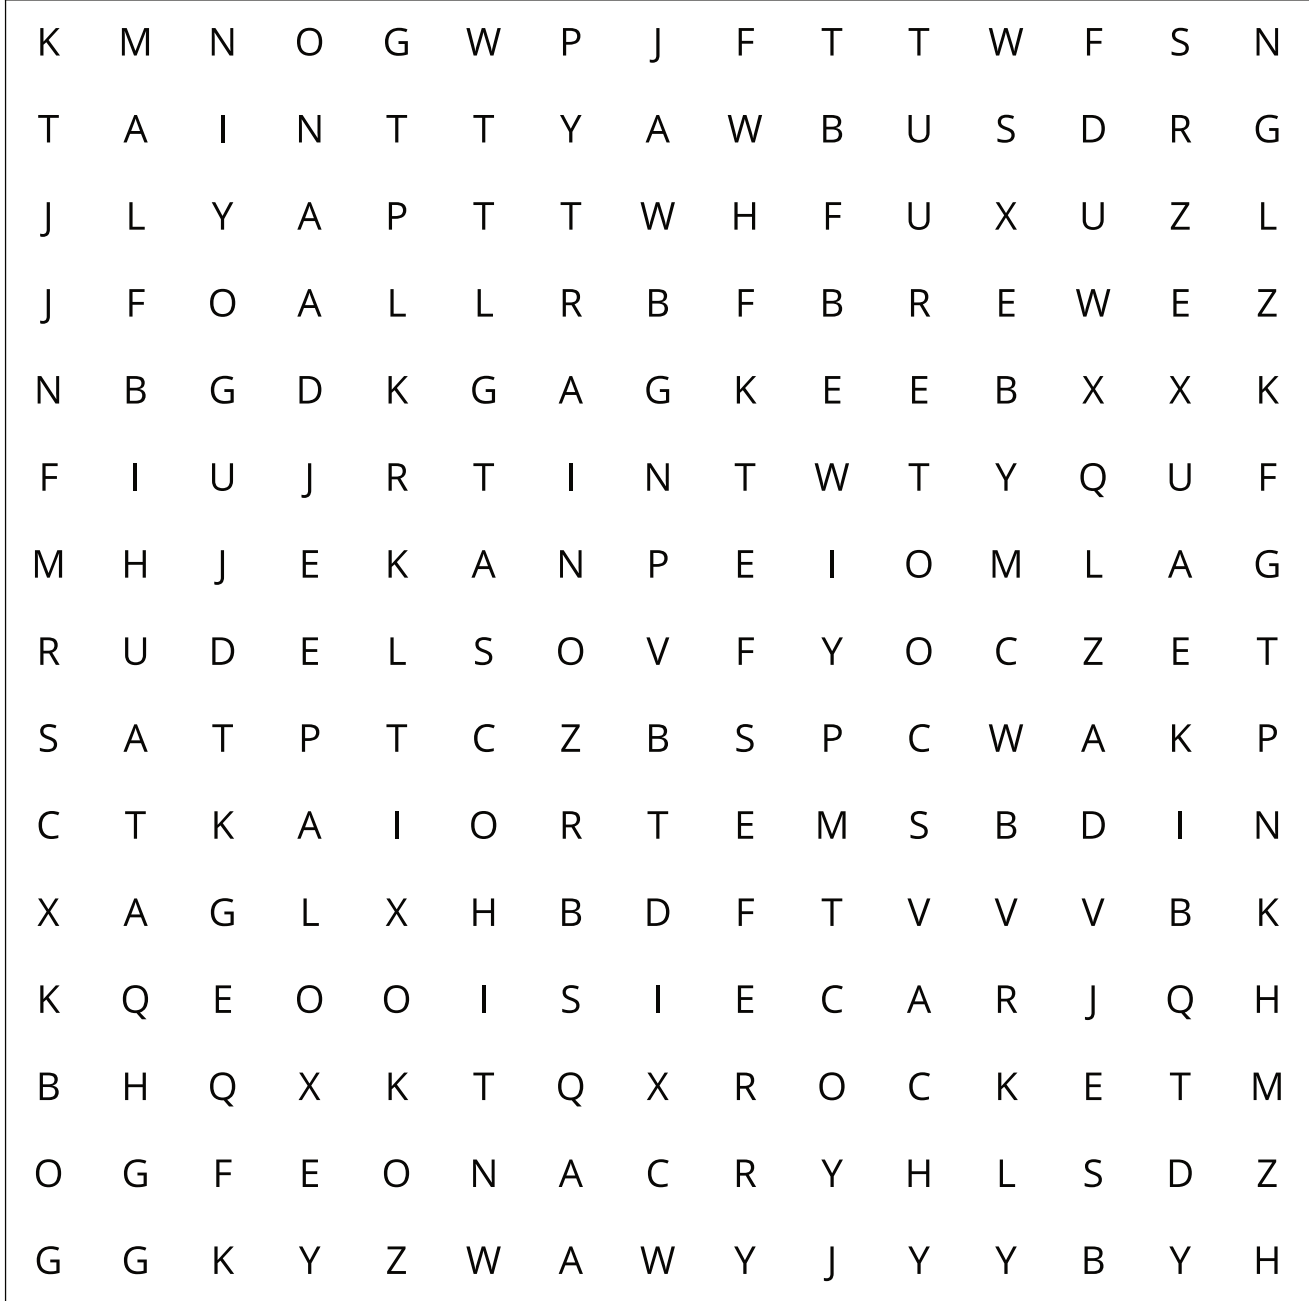 K M N O G W P J F T T W F S N
T A I N T T Y A W B U S D R G
J L Y A P T T W H F U X U Z L
J F O A L L R B F B R E W E Z
N B G D K G A G K E E B X X K
F I U J R T I N T W T Y Q U F
M H J E K A N P E I O M L A G
R U D E L S O V F Y O C Z E T
S A T P T C Z B S P C W A K P
C T K A I O R T E M S B D I N
X A G L X H B D F T V V V B K
K Q E O O I S I E C A R J Q H
B H Q X K T Q X R O C K E T M
O G F E O N A C R Y H L S D Z
G G K Y Z W A W Y J Y Y B Y H